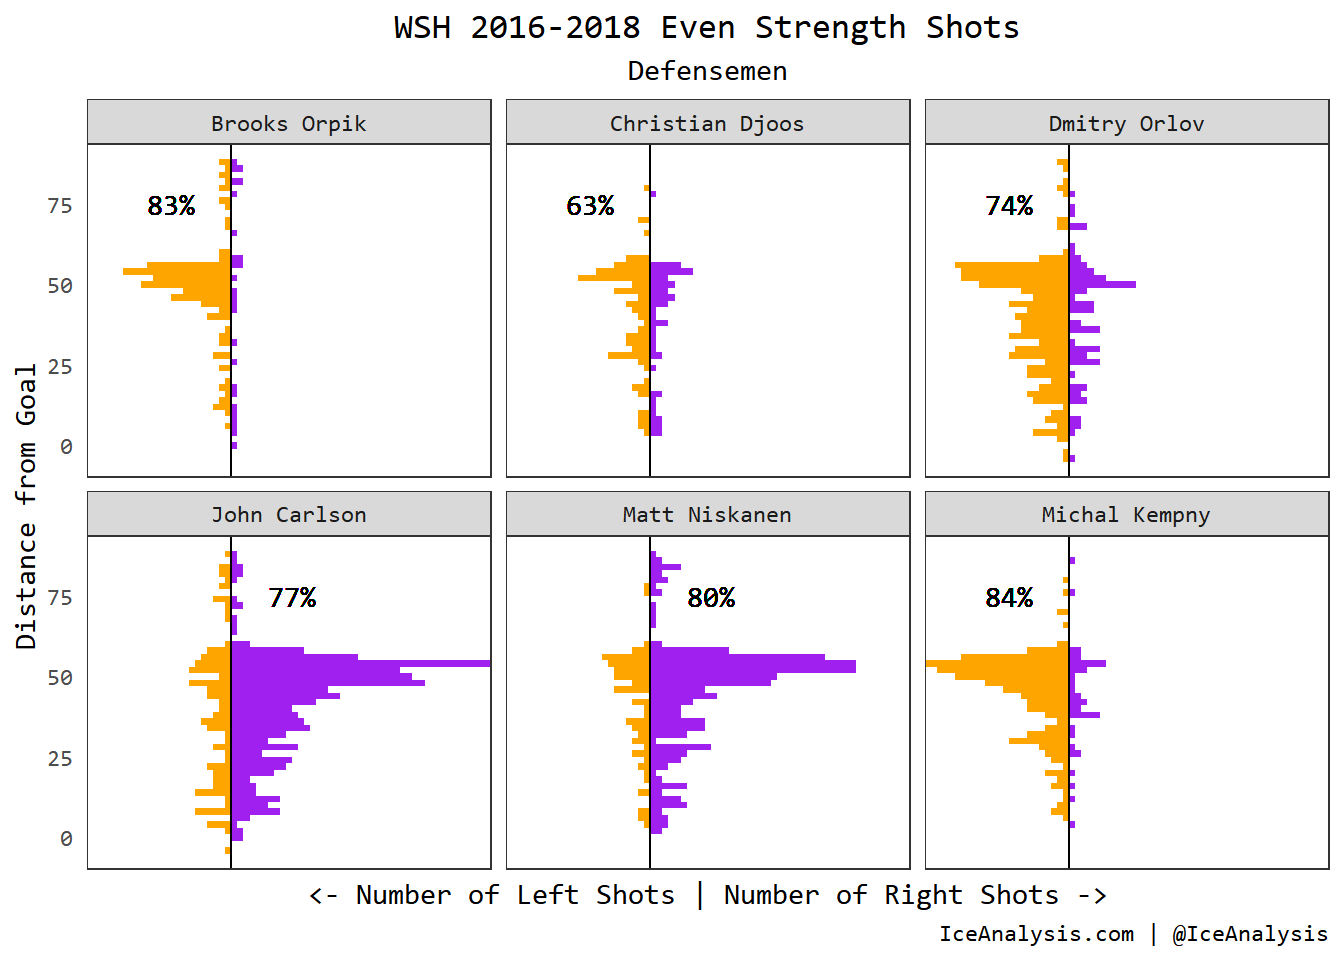 WSH 2016-2018 Even Strength Shots
Defensemen
Brooks Orpik
Christian Djoos
Dmitry Orlov
83%
63%
74%
75
50
25
0
John Carlson
Matt Niskanen
Michal Kempny
77%
80%
84%
75
50
25
0
Distance from Goal
<- Number of Left Shots | Number of Right Shots ->
IceAnalysis.com | @IceAnalysis